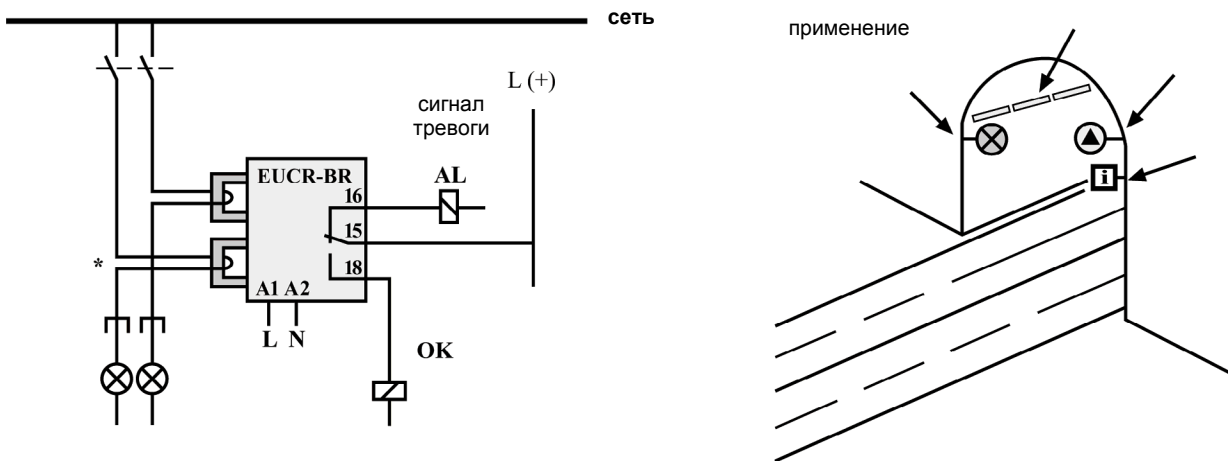 сеть
применение
L (+)
сигнал
тревоги
EUCR-BR
AL
16
15
*
18
A1 A2
L N
OK
i